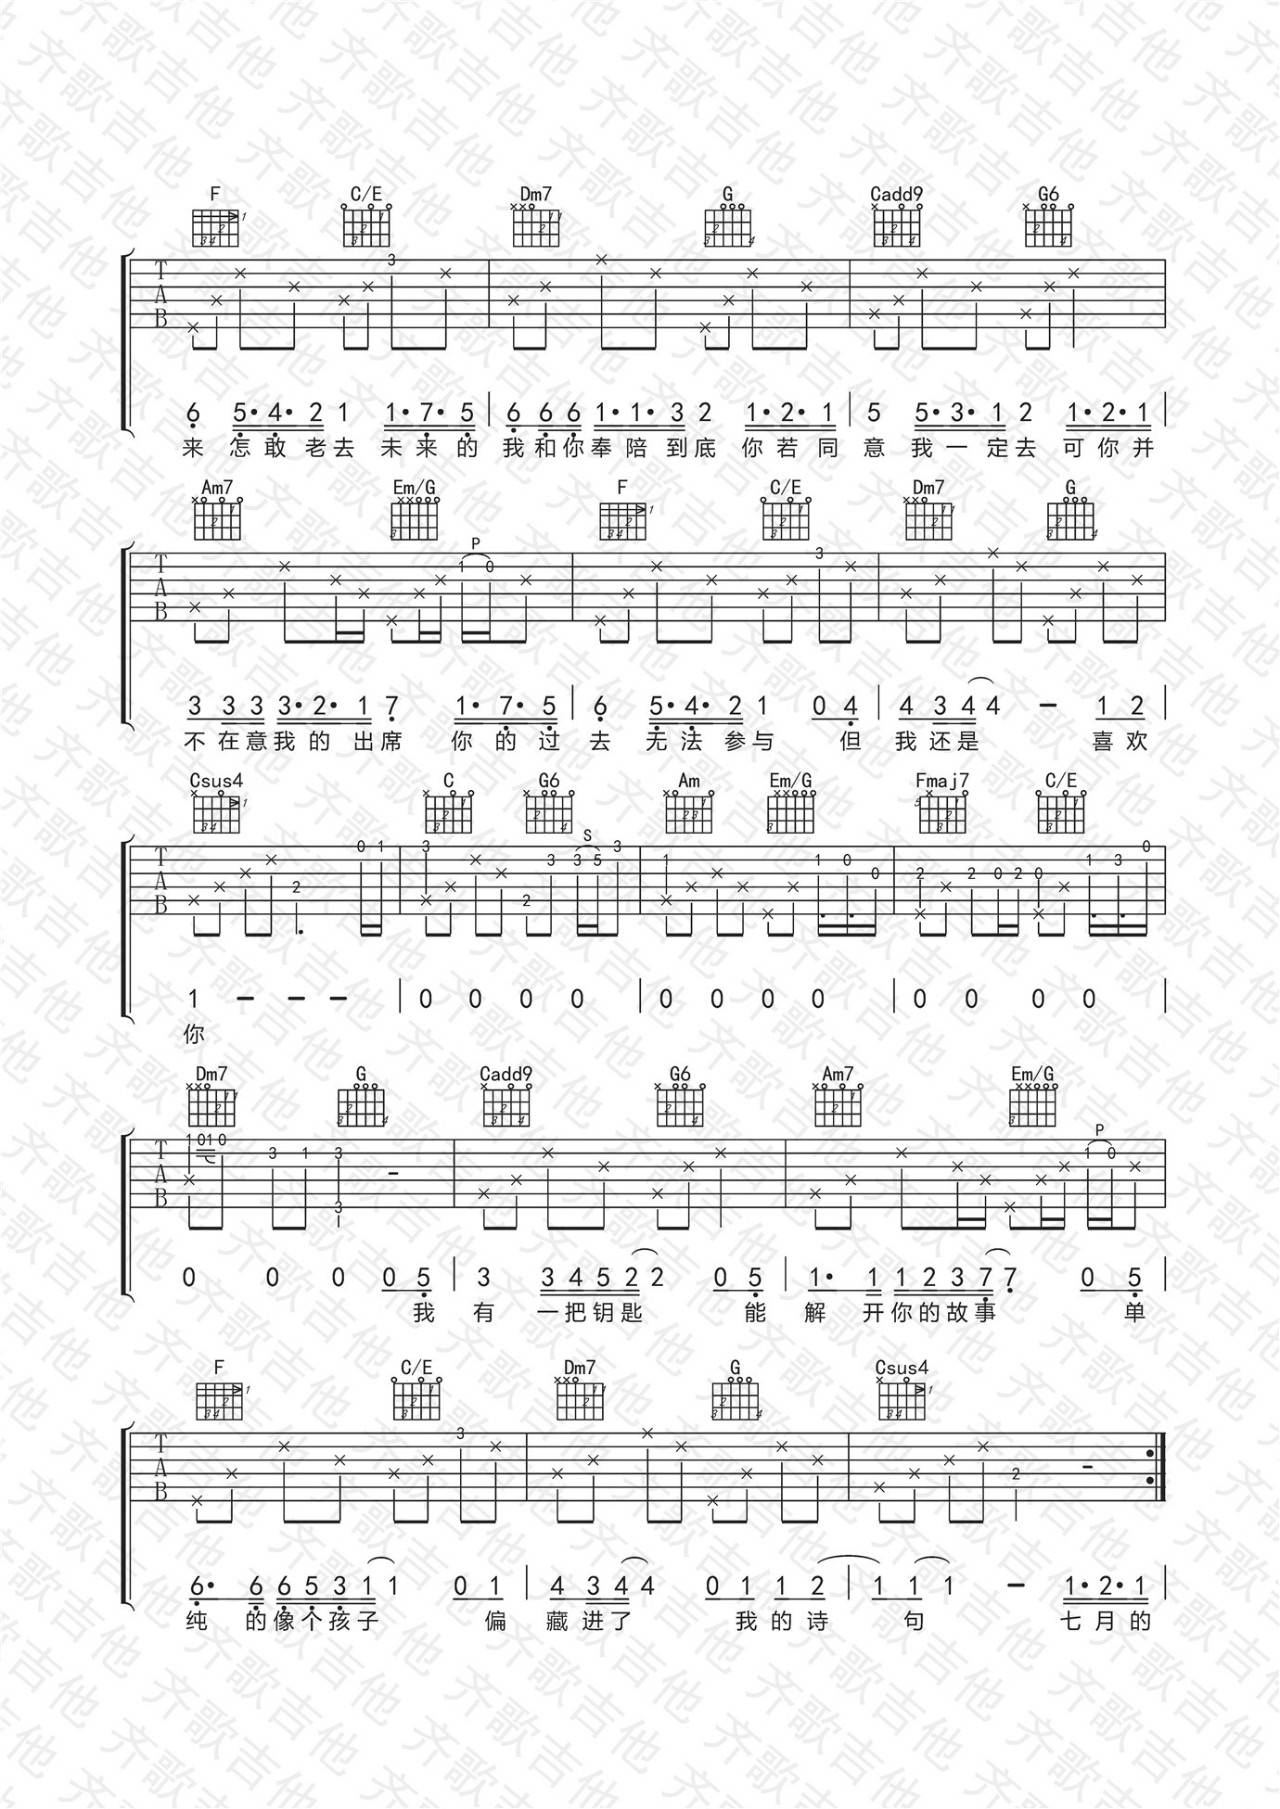 F C/E Dm7 G Cadd9 G6
3
T
A
B
6 5· 4· 2 1 1· 7· 5 | 6 6 6 1· 1· 3 2 1· 2· 1 | 5 5· 3· 1 2 1· 2· 1 |
来 怎 敢 老 去 未 来 的 我 和 你 奉 陪 到 底 你 若 同 意 我 一 定 去 可 你 并
Am7 Em/G F C/E Dm7 G
P
1 0 3
T
A
B
3 3 3 3· 2· 1 7 1· 7· 5 | 6 5· 4· 2 1 0 4 | 4 3 4 4 - 1 2 |
不 在 意 我 的 出 席 你 的 过 去 无 法 参 与 但 我 还 是 喜 欢
Csus4 C G6 Am Em/G Fmaj7 C/E
S
T
A
B
2 0 1 3 2 3 3 5 3 1 1 0 0 2 2 0 2 0 1 3 0
1 - - - | 0 0 0 0 | 0 0 0 0 | 0 0 0 0 |
你
Dm7 G Cadd9 G6 Am7 Em/G
P
1 0 1 0 3 1 3 3 - 1 0
T
A
B
0 0 0 0 5 | 3 3 4 5 2 2 0 5 | 1· 1 1 2 3 7 7 0 5 |
我 有 一 把 钥 匙 能 解 开 你 的 故 事 单
F C/E Dm7 G Csus4
3 2 -
T
A
B
6· 6 6 5 3 1 1 0 1 | 4 3 4 4 0 1 1 2 | 1 1 1 - 1· 2· 1 |
纯 的 像 个 孩 子 偏 藏 进 了 我 的 诗 句 七 月 的
齐歌吉他